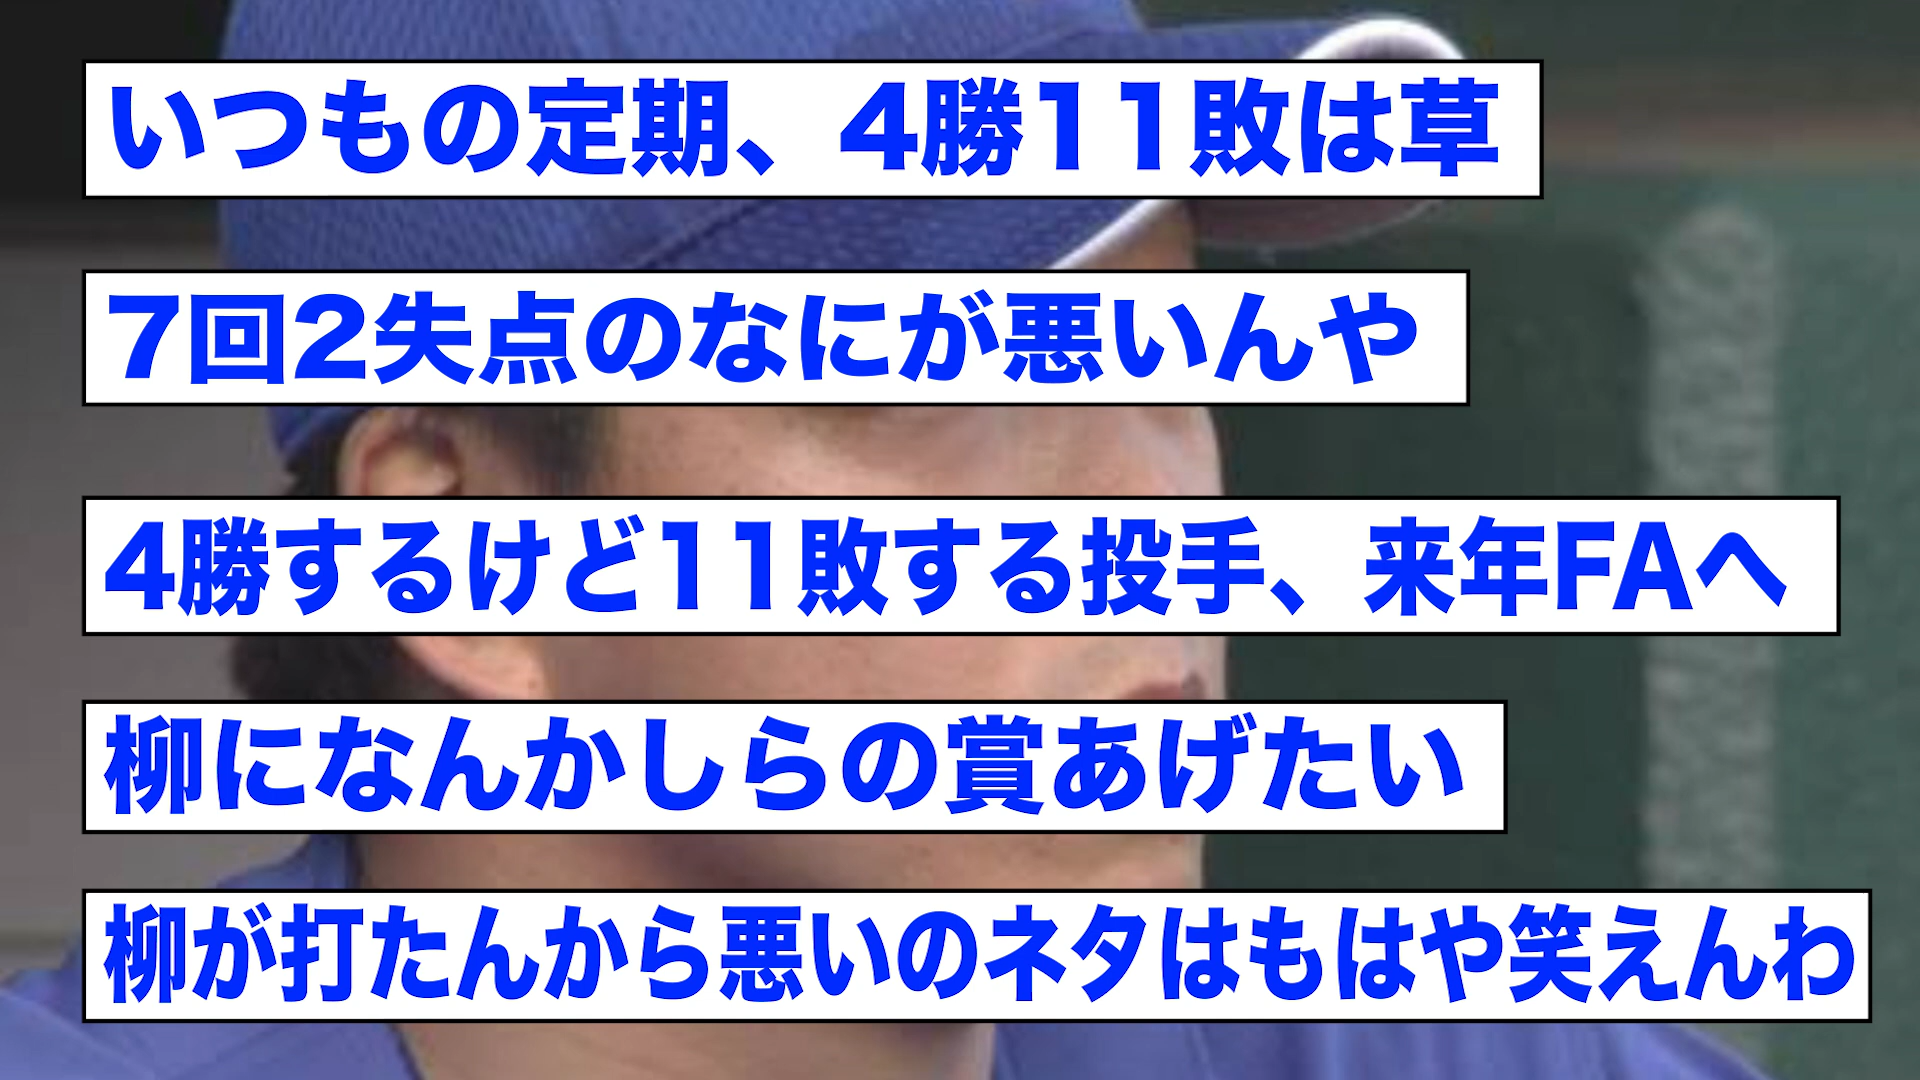 いつもの定期、4勝11敗は草
7回2失点のなにが悪いんや
4勝するけど11敗する投手、来年FAへ
柳になんかしらの賞あげたい
柳が打たんから悪いのネタはもはや笑えんわ